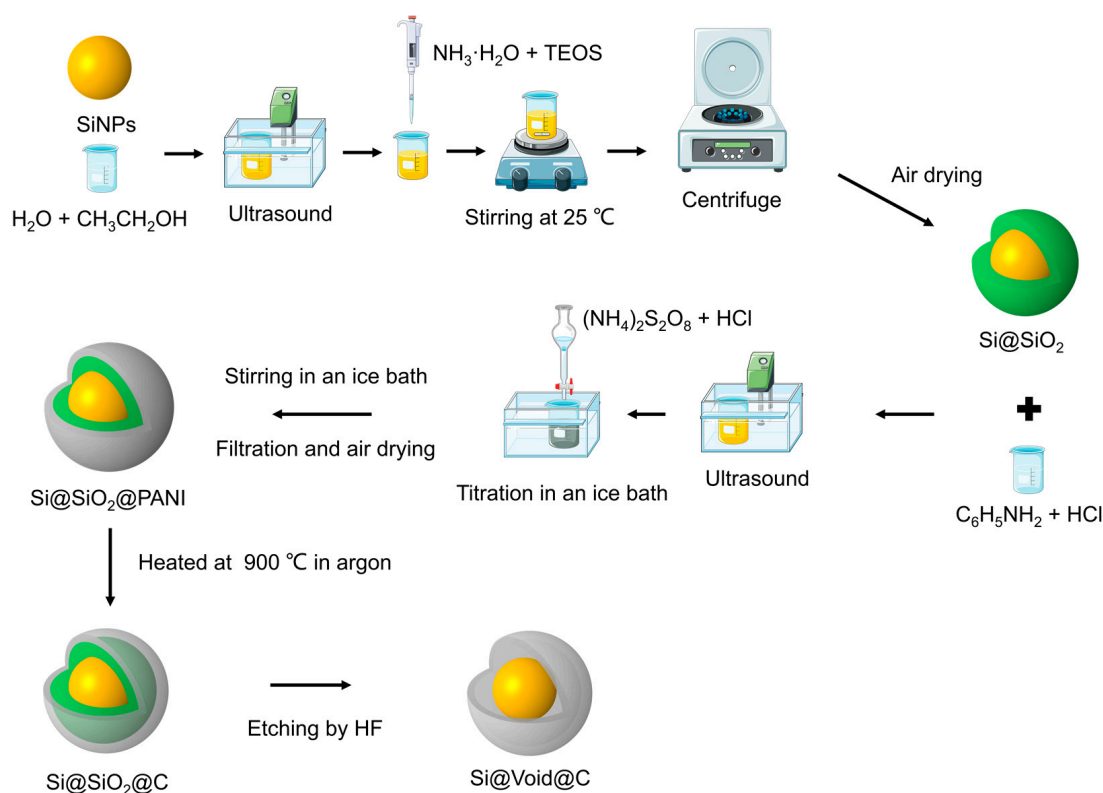 NH₃·H₂O + TEOS
SiNPs
H₂O + CH₃CH₂OH
Ultrasound
Stirring at 25 ℃
Centrifuge
Air drying
Si@SiO₂
C₆H₅NH₂ + HCl
Ultrasound
(NH₄)₂S₂O₈ + HCl
Titration in an ice bath
Stirring in an ice bath
Filtration and air drying
Si@SiO₂@PANI
Heated at 900 ℃ in argon
Si@SiO₂@C
Etching by HF
Si@Void@C